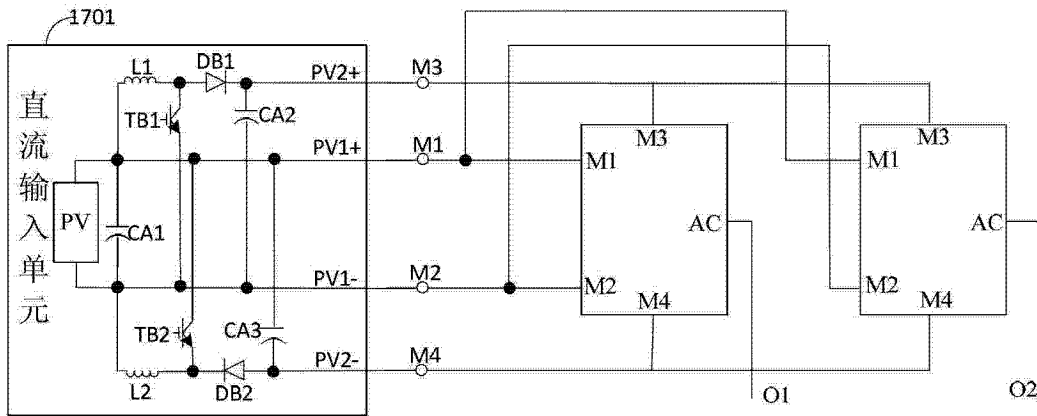 1701
直流输入单元
L1
DB1
PV2+
M3
TB1
CA2
M3
M3
PV1+
M1
M1
M1
PV
CA1
AC
AC
PV1-
M2
M2
M2
M4
M4
TB2
CA3
PV2-
M4
L2
DB2
O1
O2